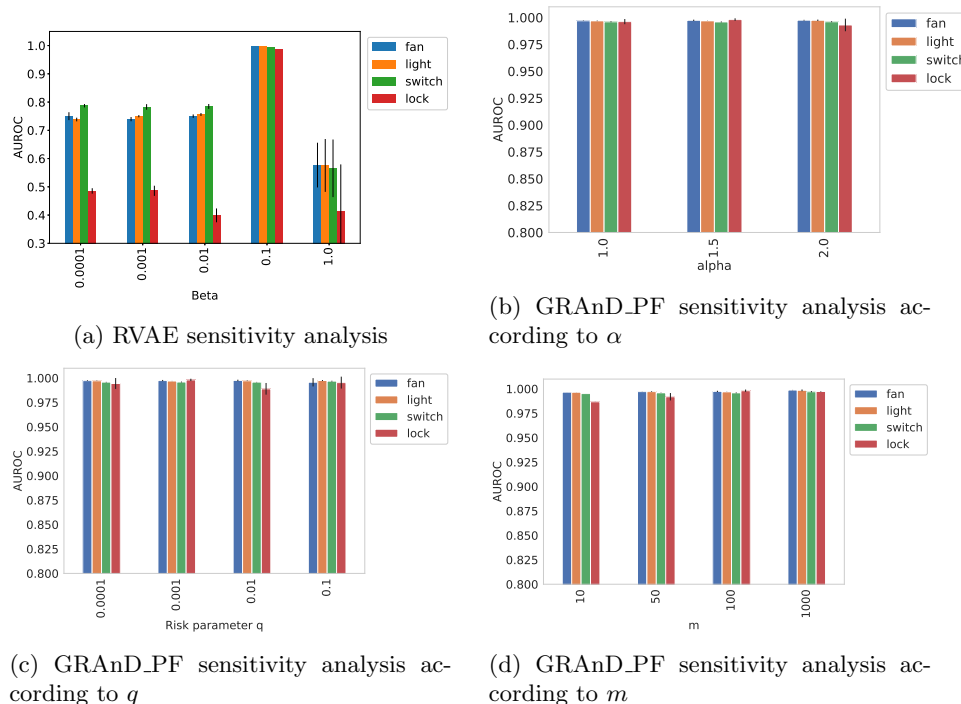 1.0
0.9
0.8
0.7
0.6
0.5
0.4
0.3
AUROC
0.0001
0.001
0.01
0.1
1.0
Beta
fan
light
switch
lock
(a) RVAE sensitivity analysis
1.000
0.975
0.950
0.925
0.900
0.875
0.850
0.825
0.800
AUROC
1.0
1.5
2.0
alpha
fan
light
switch
lock
(b) GRAnD_PF sensitivity analysis ac-
cording to α
1.000
0.975
0.950
0.925
0.900
0.875
0.850
0.825
0.800
AUROC
0.0001
0.001
0.01
0.1
Risk parameter q
fan
light
switch
lock
(c) GRAnD_PF sensitivity analysis ac-
cording to q
1.000
0.975
0.950
0.925
0.900
0.875
0.850
0.825
0.800
AUROC
10
50
100
1000
m
fan
light
switch
lock
(d) GRAnD_PF sensitivity analysis ac-
cording to m